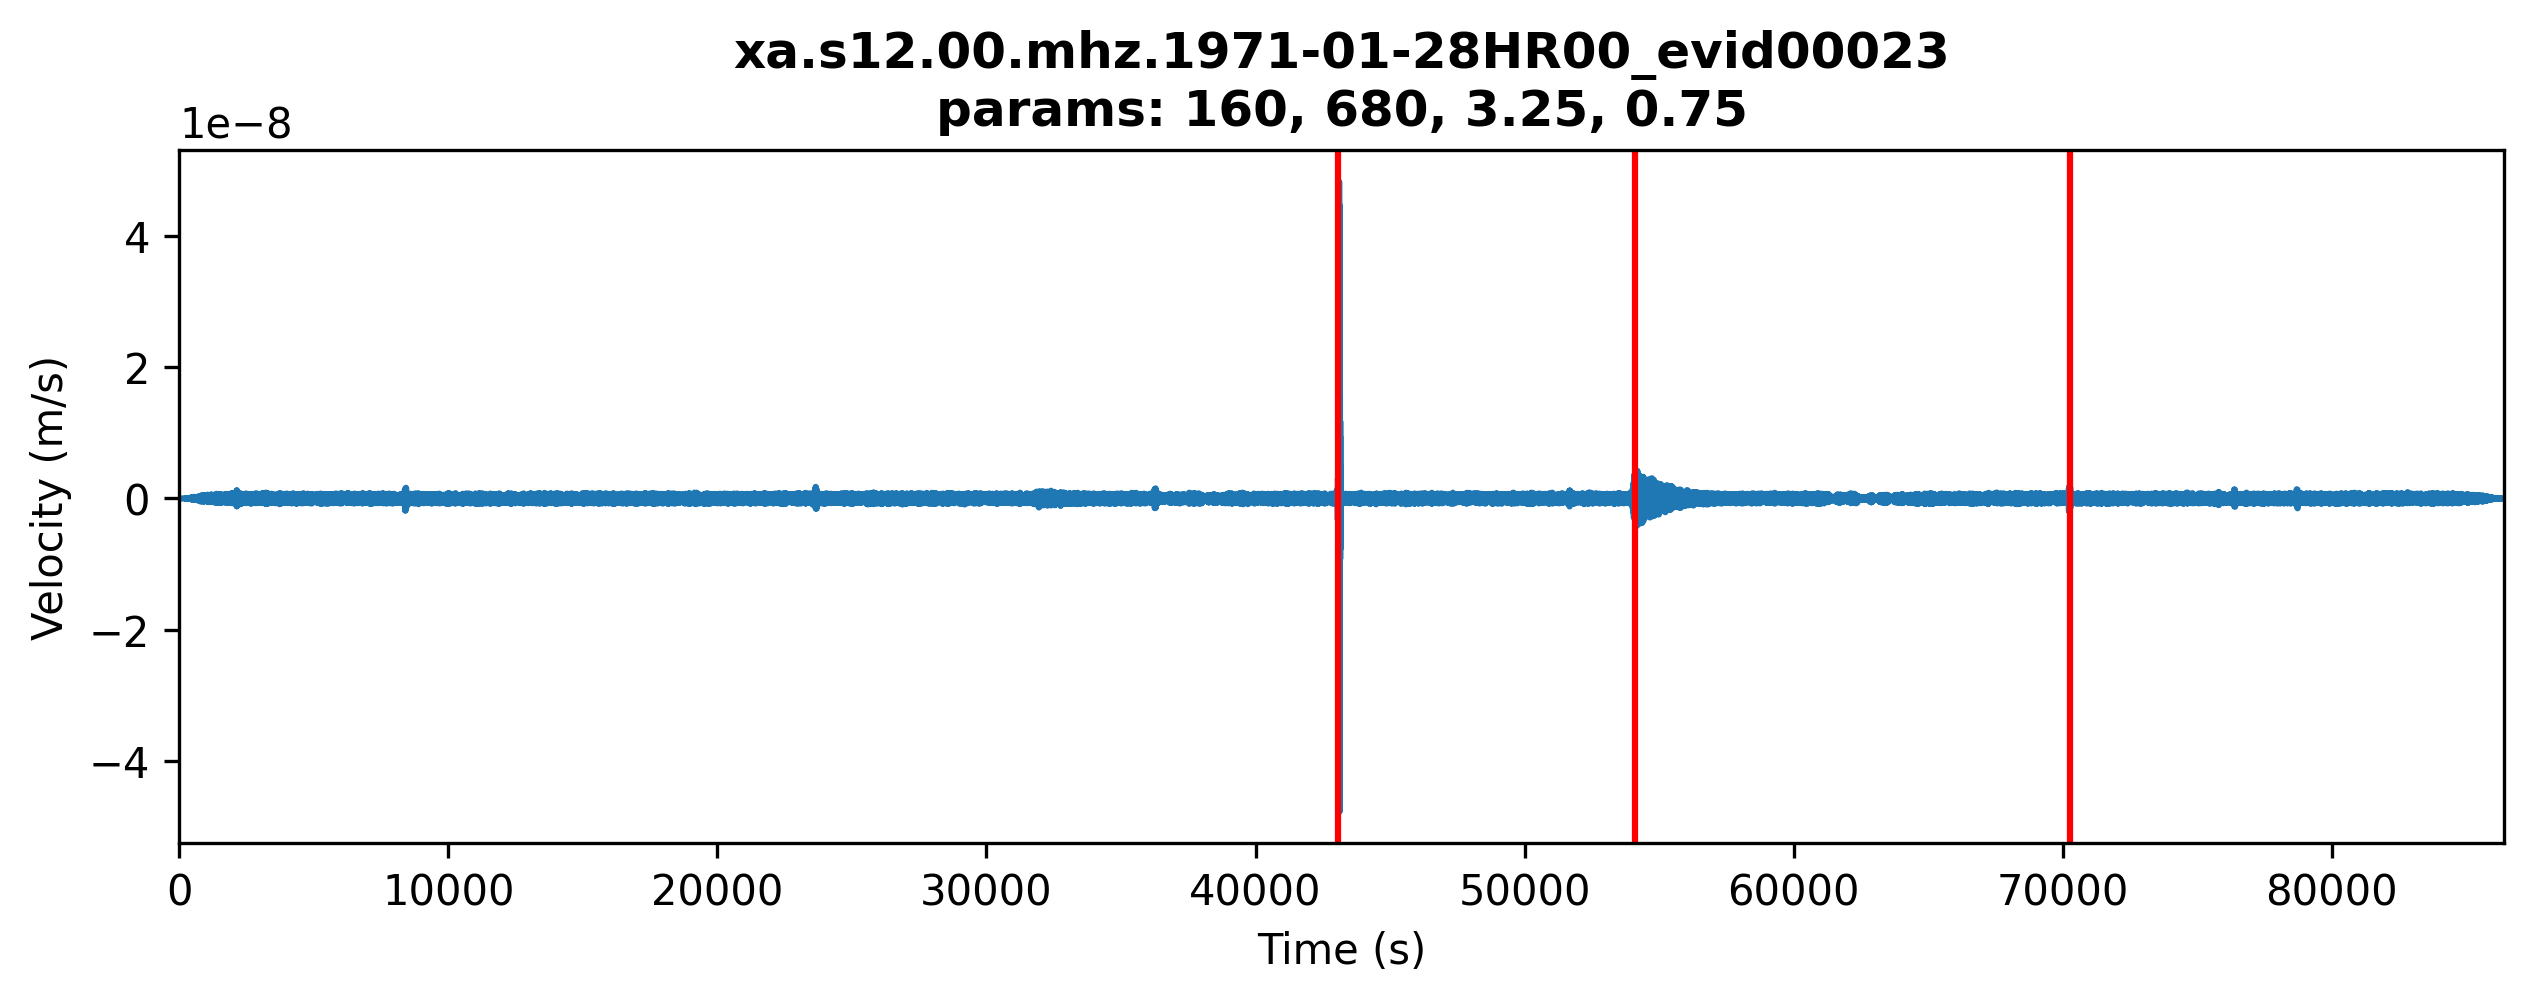 xa.s12.00.mhz.1971-01-28HR00_evid00023
params: 160, 680, 3.25, 0.75
1e−8
4
2
0
−2
−4
Velocity (m/s)
0 10000 20000 30000 40000 50000 60000 70000 80000
Time (s)